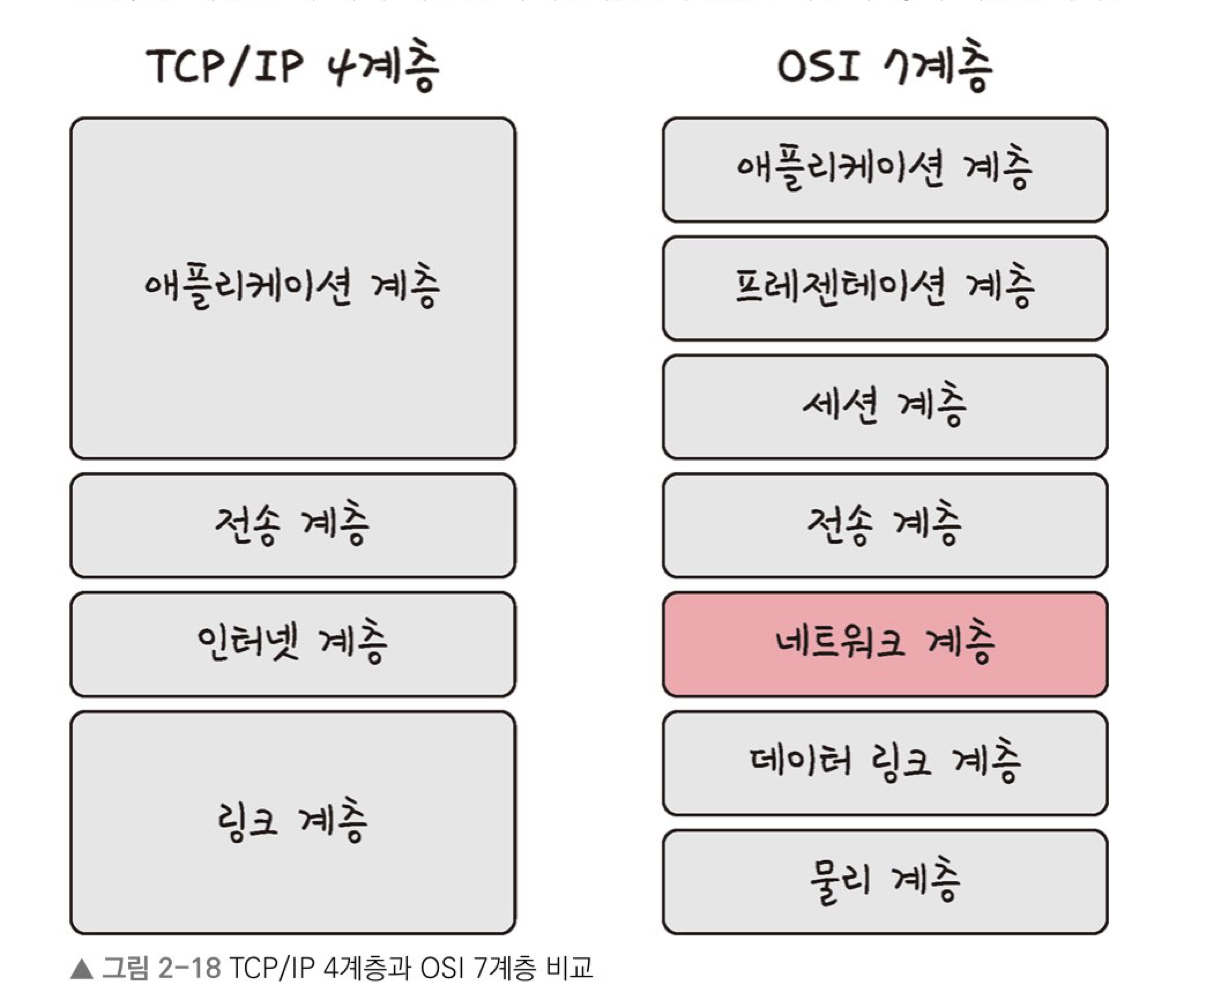 TCP/IP 4계층
애플리케이션 계층
전송 계층
인터넷 계층
링크 계층
OSI 7계층
애플리케이션 계층
프레젠테이션 계층
세션 계층
전송 계층
네트워크 계층
데이터 링크 계층
물리 계층
▲ 그림 2-18 TCP/IP 4계층과 OSI 7계층 비교